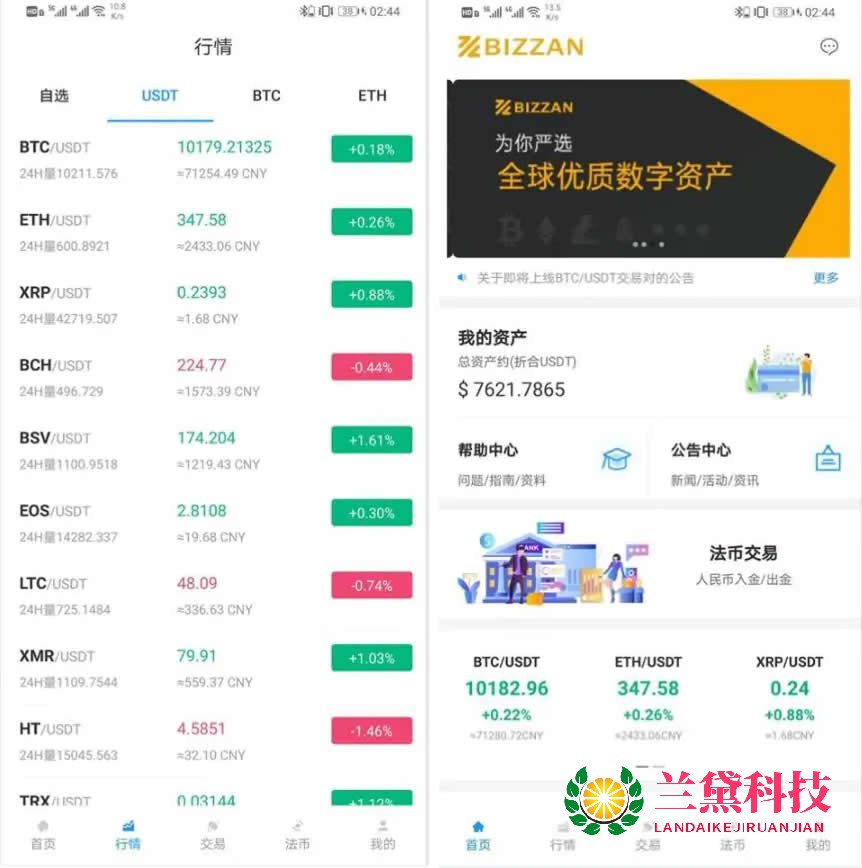 10.8
K/s
38
02:44
行情
自选
USDT
BTC
ETH
BTC/USDT
10179.21325
+0.18%
24H量10211.576
≈71254.49 CNY
ETH/USDT
347.58
+0.26%
24H量600.8921
≈2433.06 CNY
XRP/USDT
0.2393
+0.88%
24H量42719.507
≈1.68 CNY
BCH/USDT
224.77
-0.44%
24H量496.729
≈1573.39 CNY
BSV/USDT
174.204
+1.61%
24H量1100.9518
≈1219.43 CNY
EOS/USDT
2.8108
+0.30%
24H量14282.337
≈19.68 CNY
LTC/USDT
48.09
-0.74%
24H量725.1484
≈336.63 CNY
XMR/USDT
79.91
+1.03%
24H量1109.7544
≈559.37 CNY
HT/USDT
4.5851
-1.46%
24H量15045.563
≈32.10 CNY
TRX/USDT
0.03144
+1.12%
首页
行情
交易
法币
我的
13.5
K/s
38
02:44
BIZZAN
BIZZAN
为你严选
全球优质数字资产
关于即将上线BTC/USDT交易对的公告
更多
我的资产
总资产约(折合USDT)
$ 7621.7865
帮助中心
问题/指南/资料
公告中心
新闻/活动/资讯
BANK
法币交易
人民币入金/出金
BTC/USDT
ETH/USDT
XRP/USDT
10182.96
347.58
0.24
+0.22%
+0.26%
+0.88%
≈71280.72CNY
≈2433.06CNY
≈1.68CNY
兰黛科技
LANDAIKEJIRUANJIAN
首页
行情
交易
法币
我的